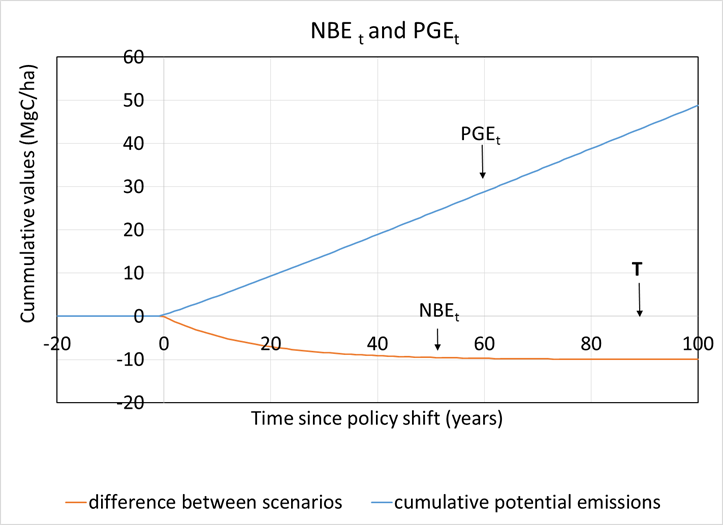 NBE t and PGEt
Cummulative values (MgC/ha)
60
50
40
30
20
10
0
-10
-20
PGEt
T
NBEt
-20 0 20 40 60 80 100
Time since policy shift (years)
difference between scenarios cumulative potential emissions